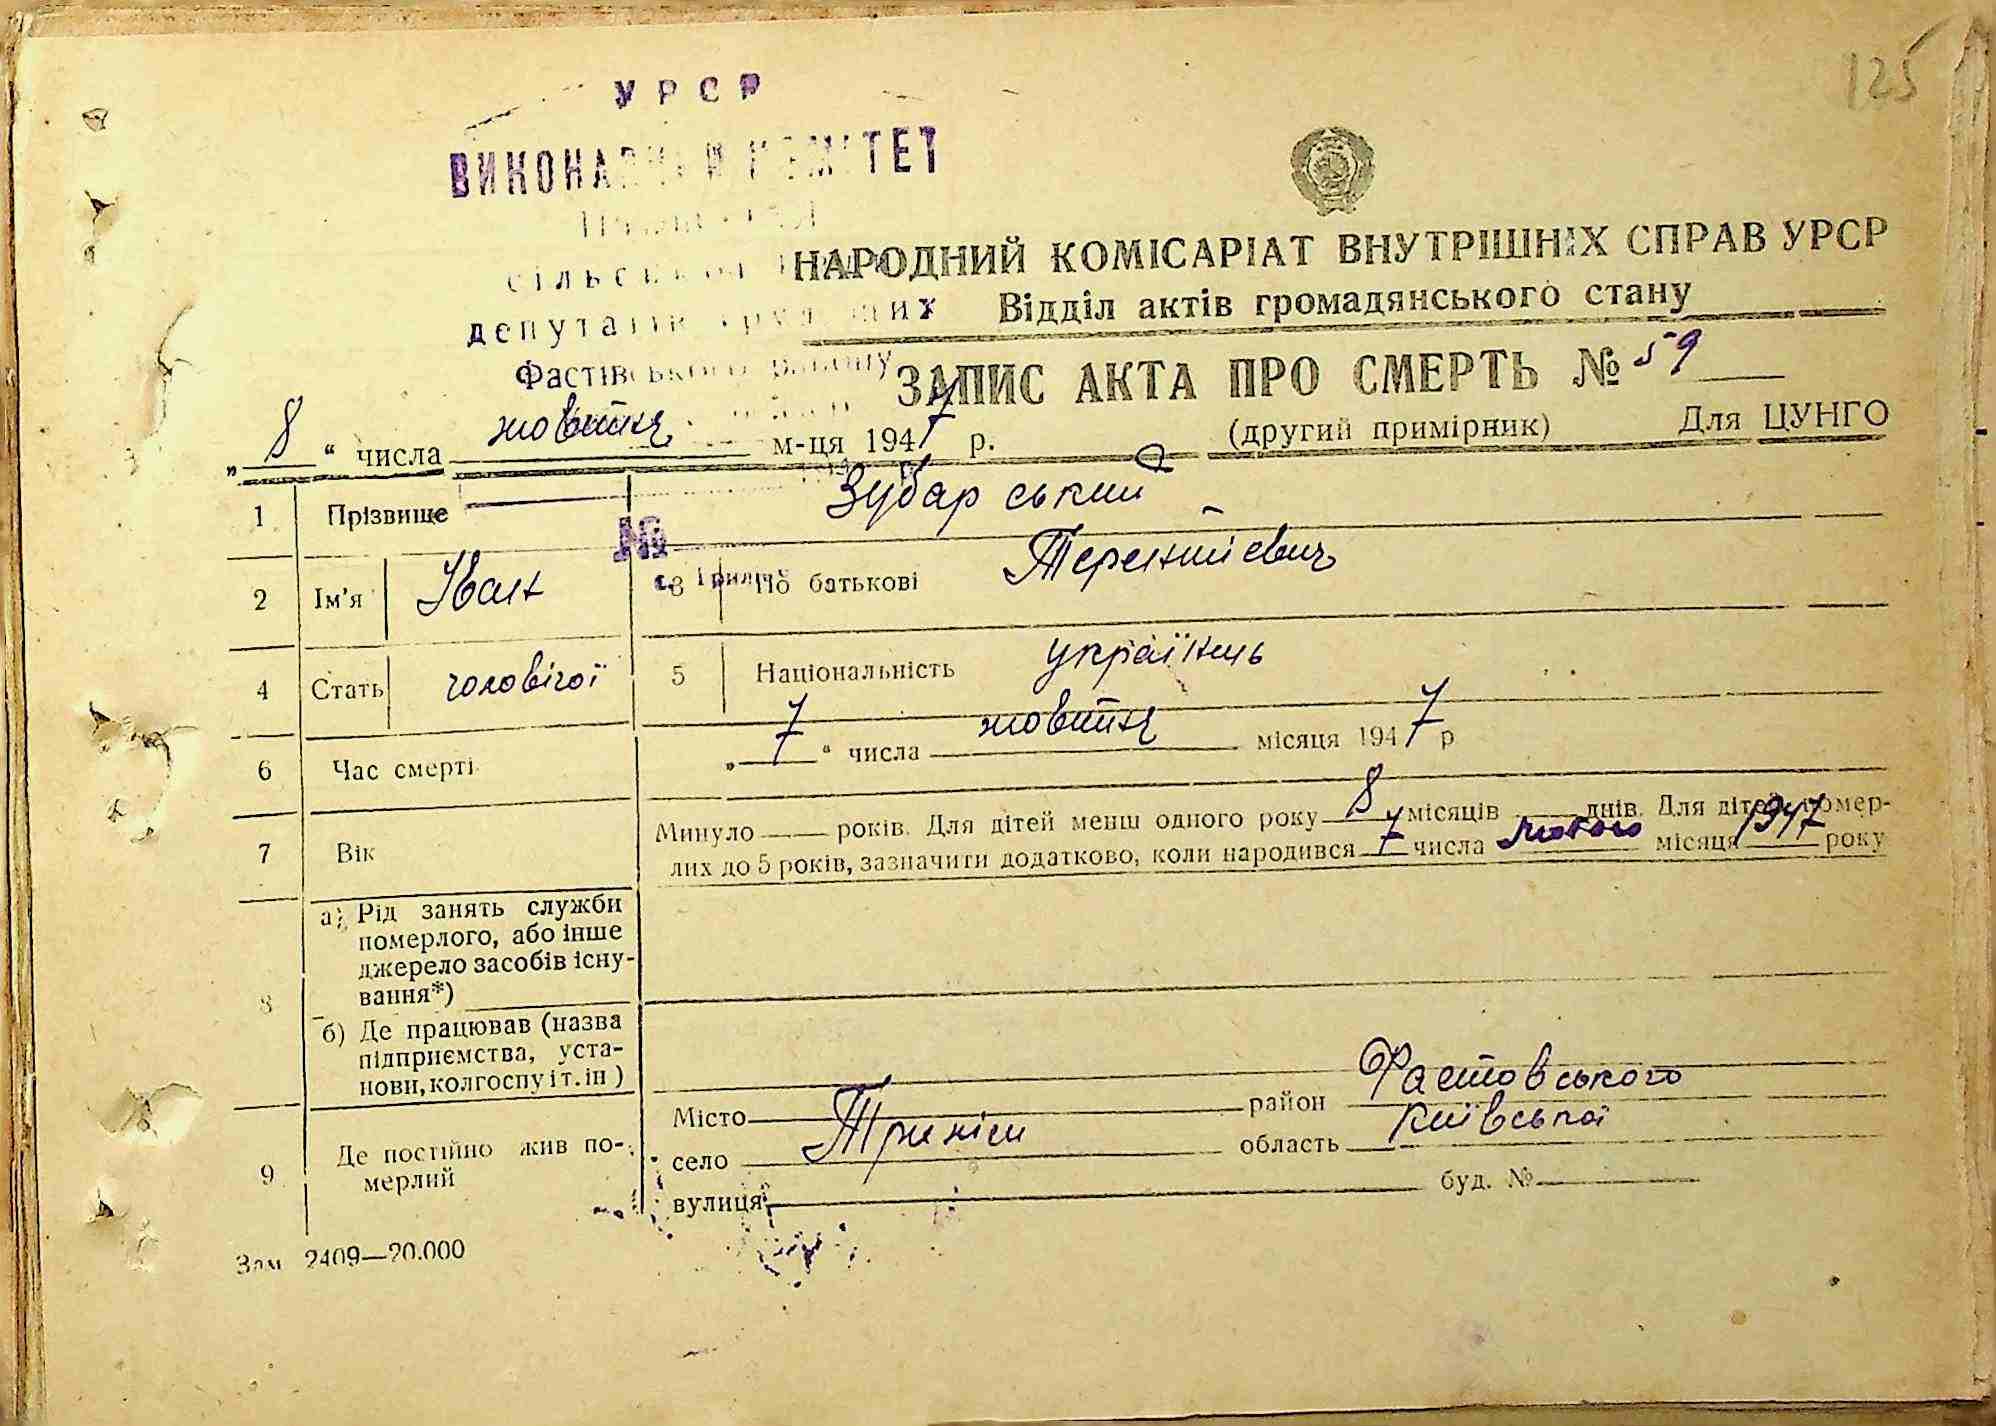 125
УРСР
ВИКОНАВЧИЙ КОМІТЕТ
сільської
депутатів трудящих
Фастівського району
НАРОДНИЙ КОМІСАРІАТ ВНУТРІШНІХ СПРАВ УРСР
Відділ актів громадянського стану
ЗАПИС АКТА ПРО СМЕРТЬ № 59
(другий примірник) Для ЦУНГО
„ 8 “ числа жовтня м-ця 1947 р.
1 Прізвище Зубарський
№
2 Ім'я Іван 3 По батькові Терентієвич
4 Стать чоловічої 5 Національність українець
6 Час смерті „ 7 “ числа жовтня місяця 1947 р
7 Вік Минуло років. Для дітей менш одного року 8 місяців днів. Для дітей помер-
лих до 5 років, зазначити додатково, коли народився 7 числа лютого місяця 1947 року
8 а) Рід занять служби
померлого, або інше
джерело засобів існу-
вання*)
б) Де працював (назва
підприємства, уста-
нови, колгоспу і т. ін)
9 Де постійно жив по-
мерлий
Місто район Фастовського
село Триліси область Київської
вулиця буд. №
Зам 2409—20.000